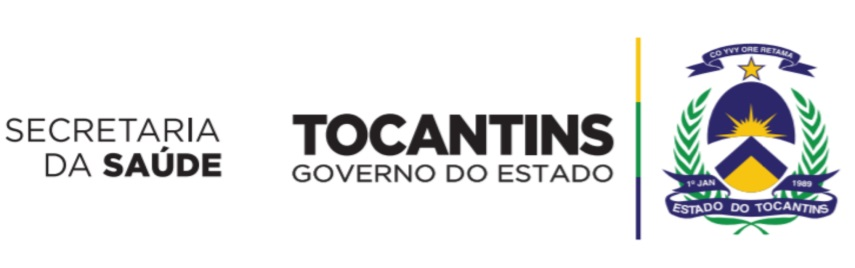 SECRETARIA
DA SAÚDE
TOCANTINS
GOVERNO DO ESTADO
CO YVY ORE RETAMA
1º JAN 1989
ESTADO DO TOCANTINS